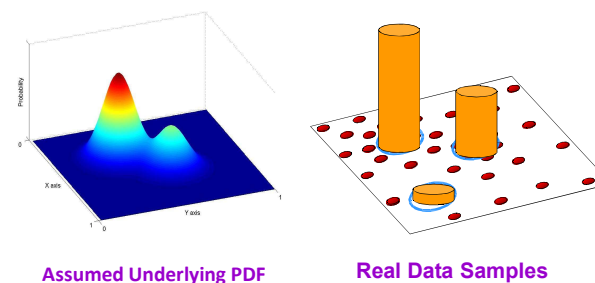 Probability
0
X axis
1
0
Y axis
1
Assumed Underlying PDF
Real Data Samples